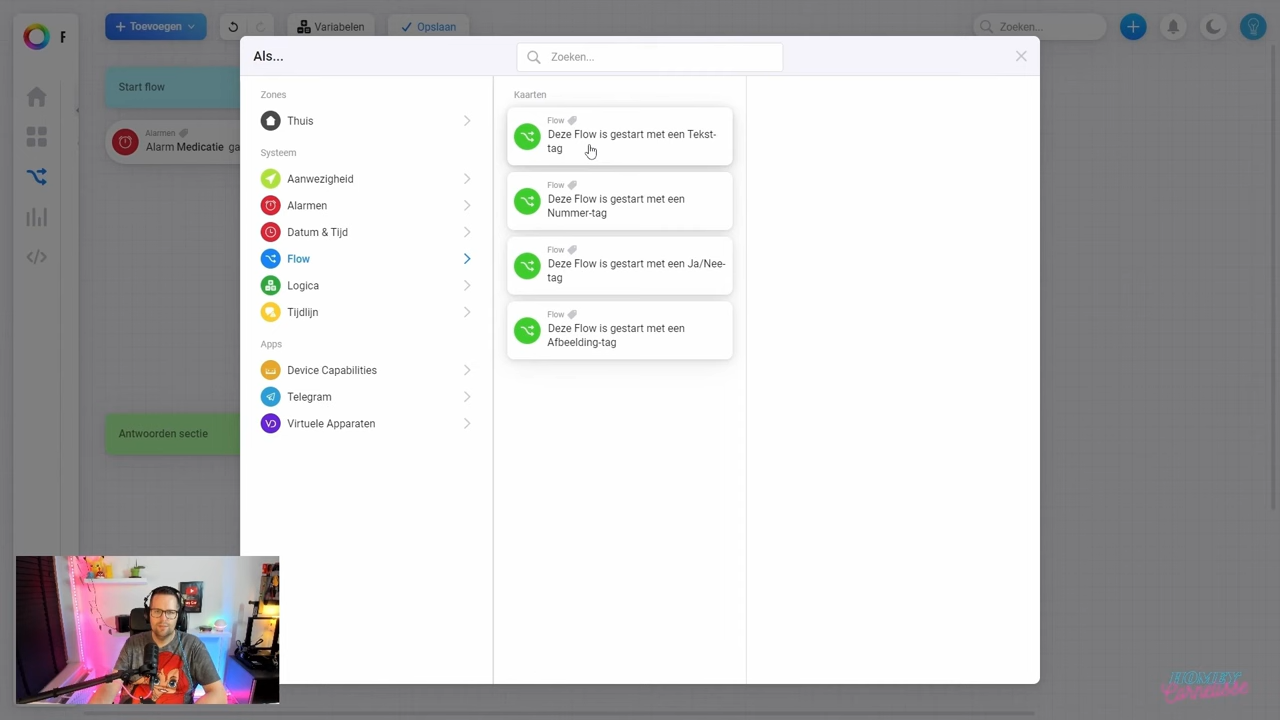 F
Toevoegen
Variabelen
Opslaan
Zoeken...
Start flow
Alarmen
Alarm Medicatie ga
Antwoorden sectie
Als...
Zoeken...
Zones
Thuis
Systeem
Aanwezigheid
Alarmen
Datum & Tijd
Flow
Logica
Tijdlijn
Apps
Device Capabilities
Telegram
VD Virtuele Apparaten
Kaarten
Flow
Deze Flow is gestart met een Tekst-
tag
Flow
Deze Flow is gestart met een
Nummer-tag
Flow
Deze Flow is gestart met een Ja/Nee-
tag
Flow
Deze Flow is gestart met een
Afbeelding-tag